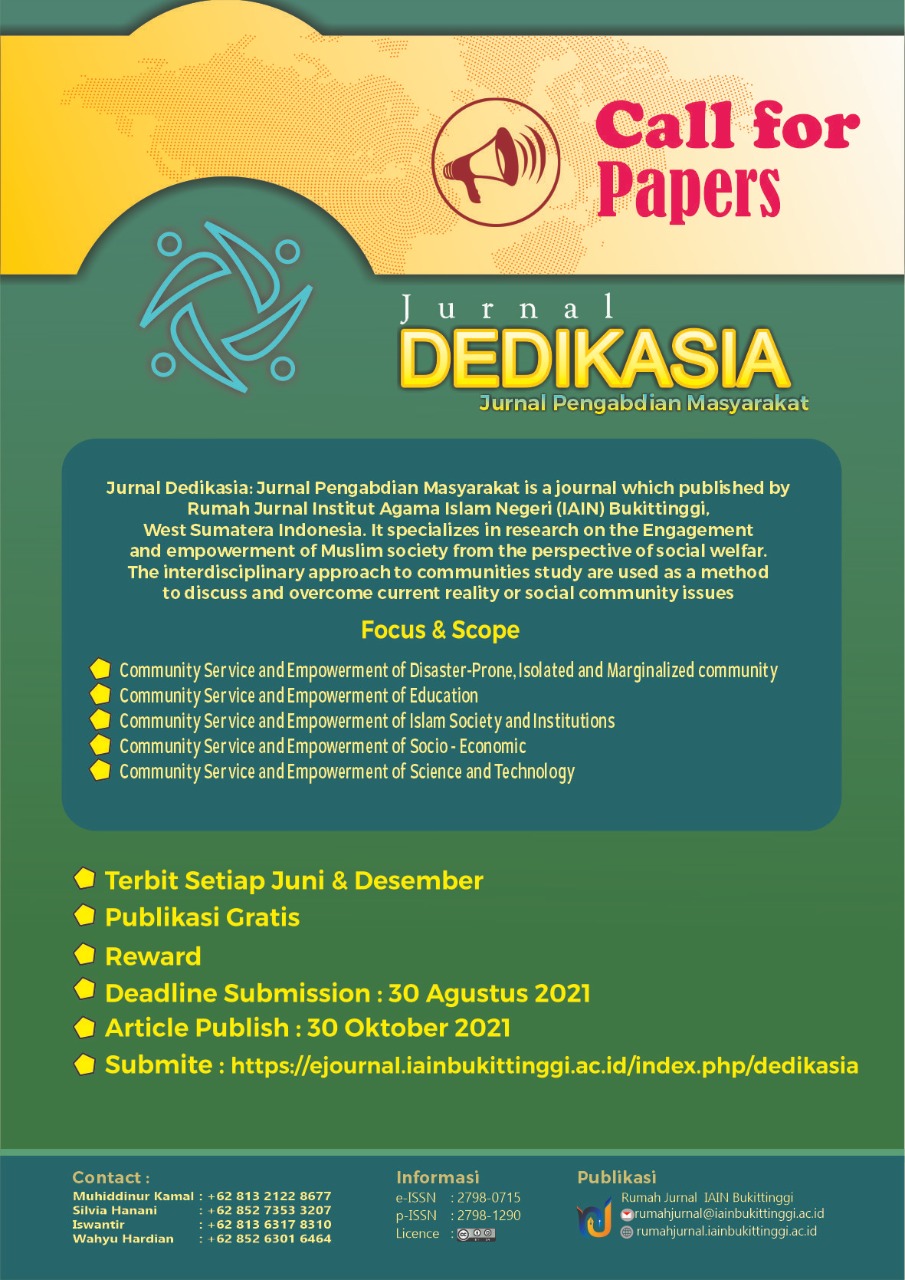 Call for
Papers
Jurnal
DEDIKASIA
Jurnal Pengabdian Masyarakat
Jurnal Dedikasia: Jurnal Pengabdian Masyarakat is a journal which published by
Rumah Jurnal Institut Agama Islam Negeri (IAIN) Bukittinggi,
West Sumatera Indonesia. It specializes in research on the Engagement
and empowerment of Muslim society from the perspective of social welfar.
The interdisciplinary approach to communities study are used as a method
to discuss and overcome current reality or social community issues
Focus & Scope
Community Service and Empowerment of Disaster-Prone, Isolated and Marginalized community
Community Service and Empowerment of Education
Community Service and Empowerment of Islam Society and Institutions
Community Service and Empowerment of Socio - Economic
Community Service and Empowerment of Science and Technology
Terbit Setiap Juni & Desember
Publikasi Gratis
Reward
Deadline Submission : 30 Agustus 2021
Article Publish : 30 Oktober 2021
Submite : https://ejournal.iainbukittinggi.ac.id/index.php/dedikasia
Contact :
Muhiddinur Kamal : +62 813 2122 8677
Silvia Hanani : +62 852 7353 3207
Iswantir : +62 813 6317 8310
Wahyu Hardian : +62 852 6301 6464
Informasi
e-ISSN : 2798-0715
p-ISSN : 2798-1290
Licence :
Publikasi
Rumah Jurnal IAIN Bukittinggi
rumahjurnal@iainbukittinggi.ac.id
rumahjurnal.iainbukittinggi.ac.id